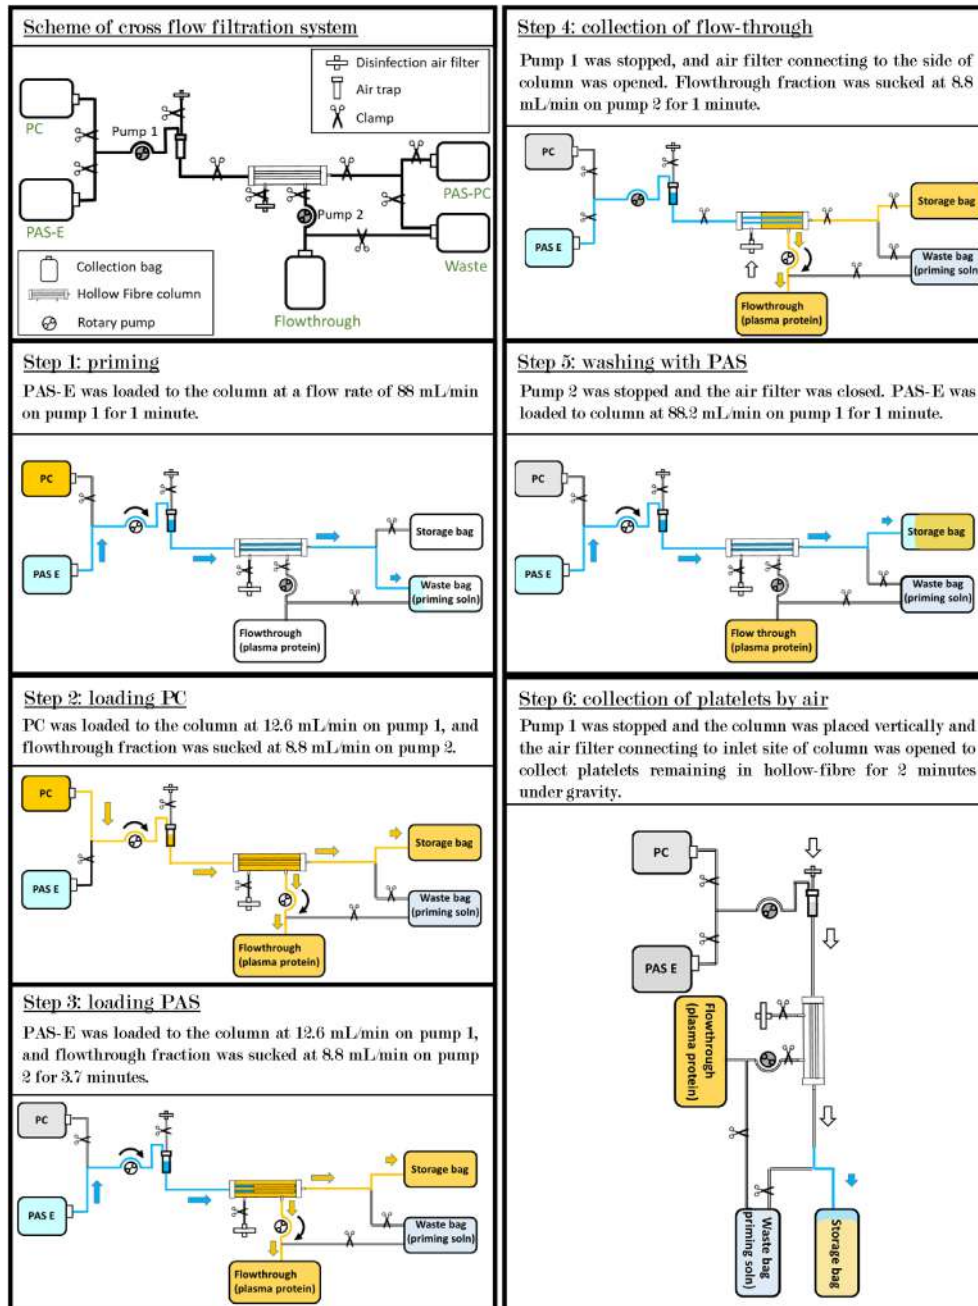 Scheme of cross flow filtration system
Disinfection air filter
Air trap
Clamp
PC
Pump 1
PAS-E
PAS-PC
Pump 2
Waste
Collection bag
Hollow Fibre column
Rotary pump
Flowthrough
Step 1: priming
PAS-E was loaded to the column at a flow rate of 88 mL/min
on pump 1 for 1 minute.
PC
Storage bag
PAS E
Waste bag
(priming soln)
Flowthrough
(plasma protein)
Step 2: loading PC
PC was loaded to the column at 12.6 mL/min on pump 1, and
flowthrough fraction was sucked at 8.8 mL/min on pump 2.
PC
Storage bag
PAS E
Waste bag
(priming soln)
Flowthrough
(plasma protein)
Step 3: loading PAS
PAS-E was loaded to the column at 12.6 mL/min on pump 1,
and flowthrough fraction was sucked at 8.8 mL/min on pump
2 for 3.7 minutes.
PC
Storage bag
PAS E
Waste bag
(priming soln)
Flowthrough
(plasma protein)
Step 4: collection of flow-through
Pump 1 was stopped, and air filter connecting to the side of
column was opened. Flowthrough fraction was sucked at 8.8
mL/min on pump 2 for 1 minute.
PC
Storage bag
PAS E
Waste bag
(priming soln)
Flowthrough
(plasma protein)
Step 5: washing with PAS
Pump 2 was stopped and the air filter was closed. PAS-E was
loaded to column at 88.2 mL/min on pump 1 for 1 minute.
PC
Storage bag
PAS E
Waste bag
(priming soln)
Flow through
(plasma protein)
Step 6: collection of platelets by air
Pump 1 was stopped and the column was placed vertically and
the air filter connecting to inlet site of column was opened to
collect platelets remaining in hollow-fibre for 2 minutes
under gravity.
PC
PAS E
Flowthrough
(plasma protein)
Waste bag
(priming soln)
Storage bag